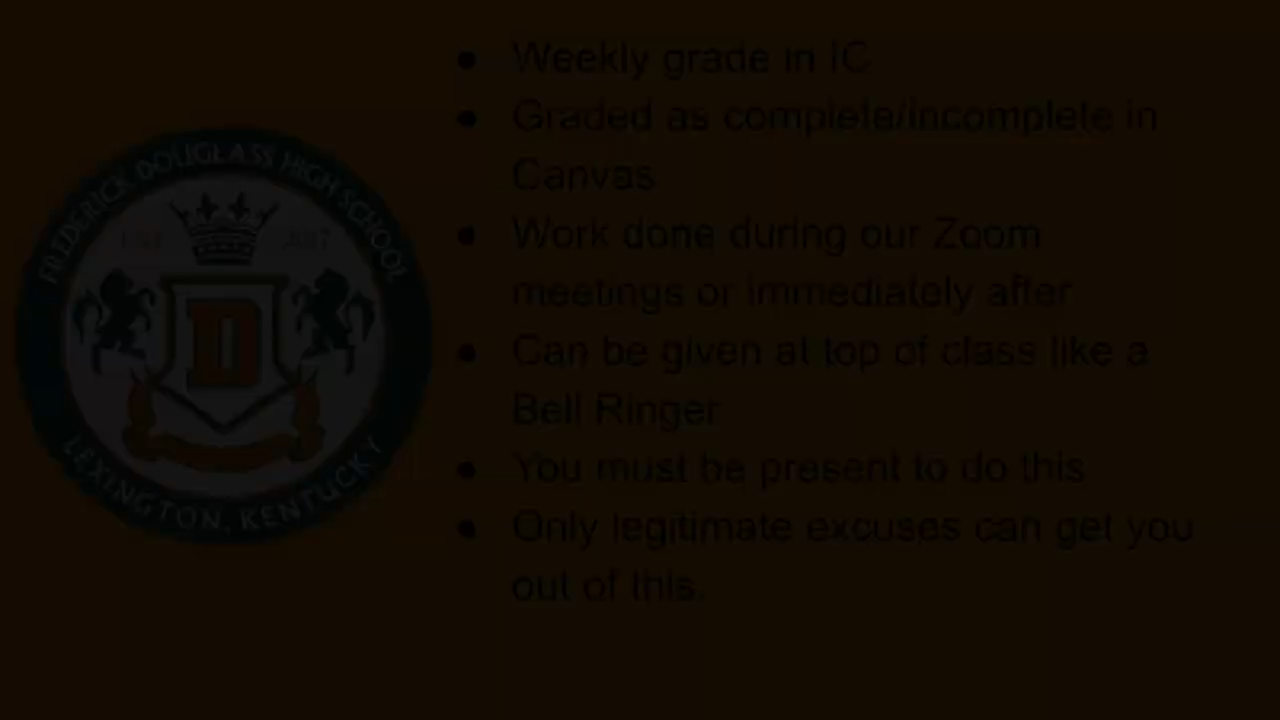 FREDERICK DOUGLASS HIGH SCHOOL
D
LEXINGTON, KENTUCKY
● Weekly grade in IC
● Graded as complete/incomplete in
Canvas
● Work done during our Zoom
meetings or immediately after
● Can be given at top of class like a
Bell Ringer
● You must be present to do this
● Only legitimate excuses can get you
out of this.